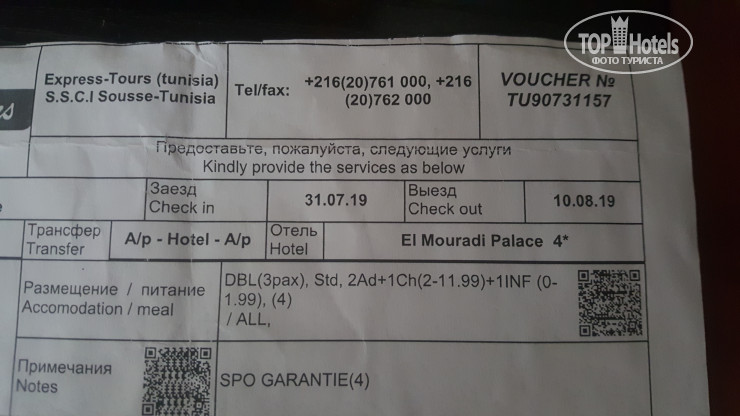 TOP Hotels
ФОТО ТУРИСТА
Express-Tours (tunisia)
S.S.C.I Sousse-Tunisia
Tel/fax:
+216(20)761 000, +216
(20)762 000
VOUCHER №
TU90731157
Предоставьте, пожалуйста, следующие услуги
Kindly provide the services as below
Заезд
Check in
31.07.19
Выезд
Check out
10.08.19
Трансфер
Transfer
A/p - Hotel - A/p
Отель
Hotel
El Mouradi Palace 4*
Размещение / питание
Accomodation / meal
DBL(3pax), Std, 2Ad+1Ch(2-11.99)+1INF (0-
1.99), (4)
/ ALL,
Примечания
Notes
SPO GARANTIE(4)